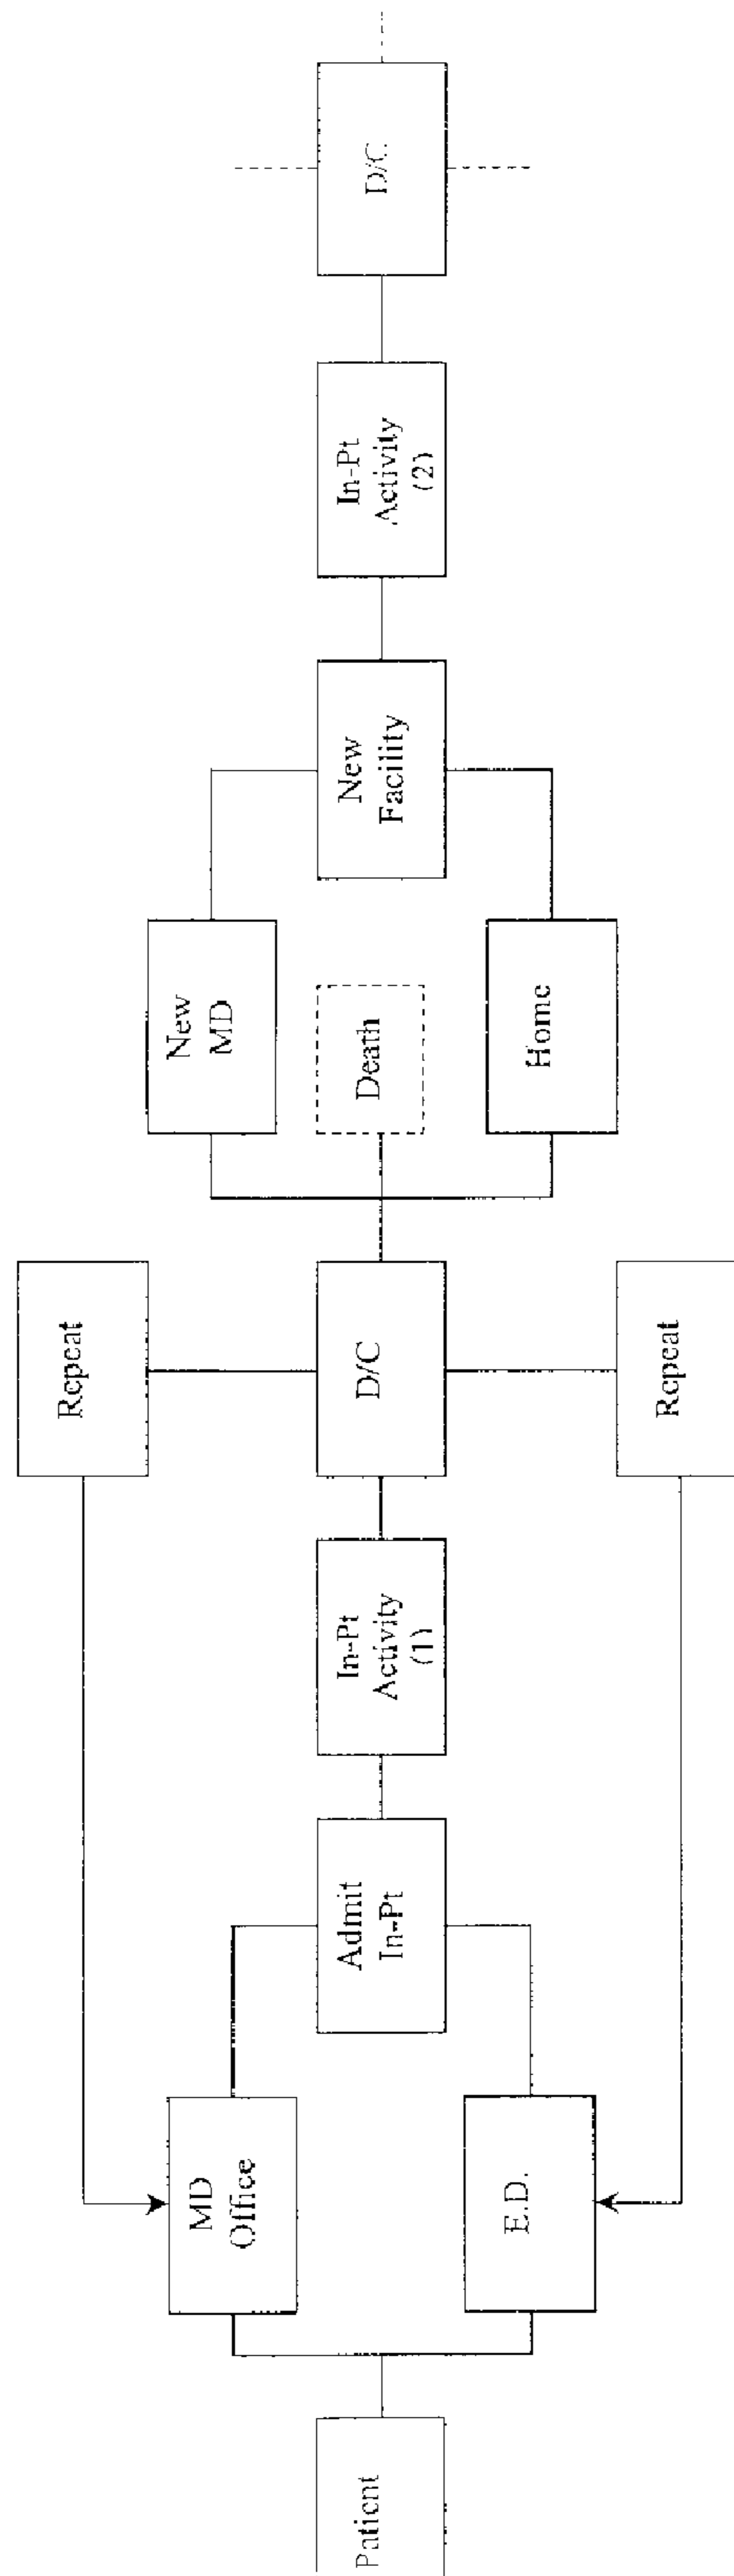 Patient
MD
Office
E.D.
Admit
In-Pt
In-Pt
Activity
(1)
Repeat
D/C
Repeat
New
MD
Death
Home
New
Facility
In-Pt
Activity
(2)
D/C